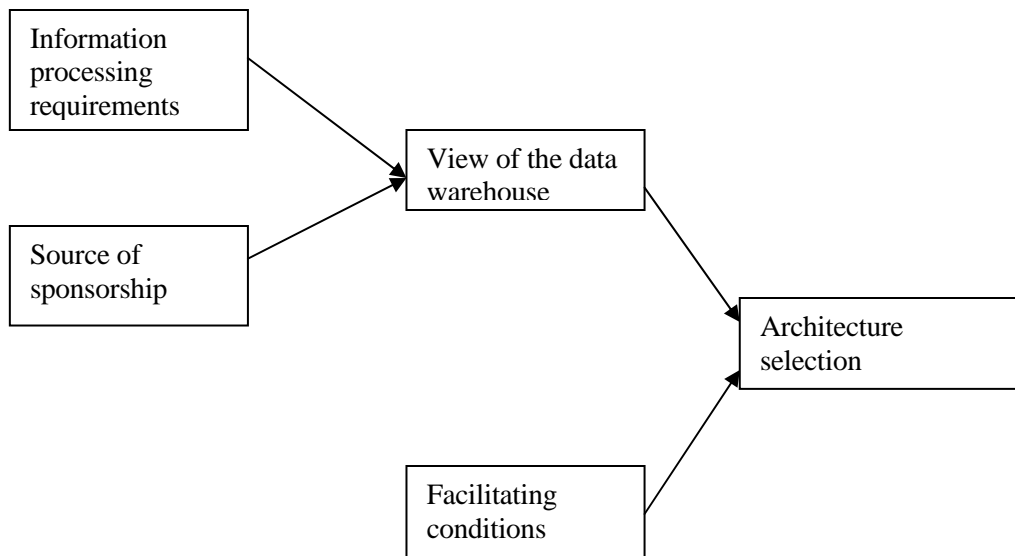 Information
processing
requirements
View of the data
warehouse
Source of
sponsorship
Architecture
selection
Facilitating
conditions